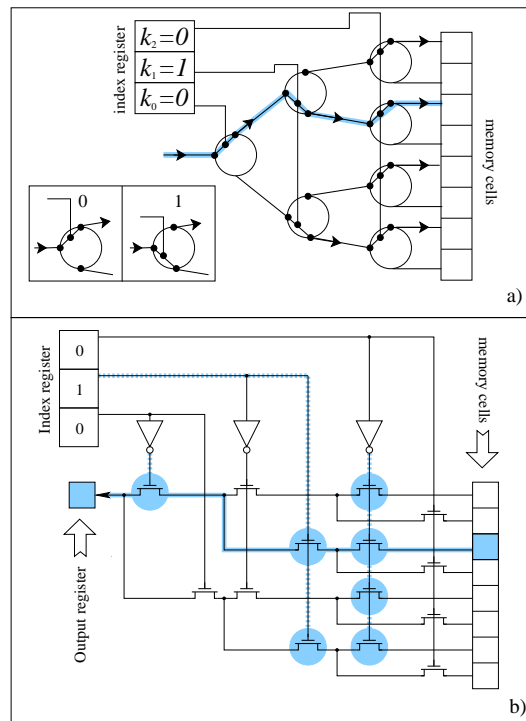 index register
k₂=0
k₁=1
k₀=0
memory cells
0
1
a)
Index register
0
1
0
memory cells
Output register
b)